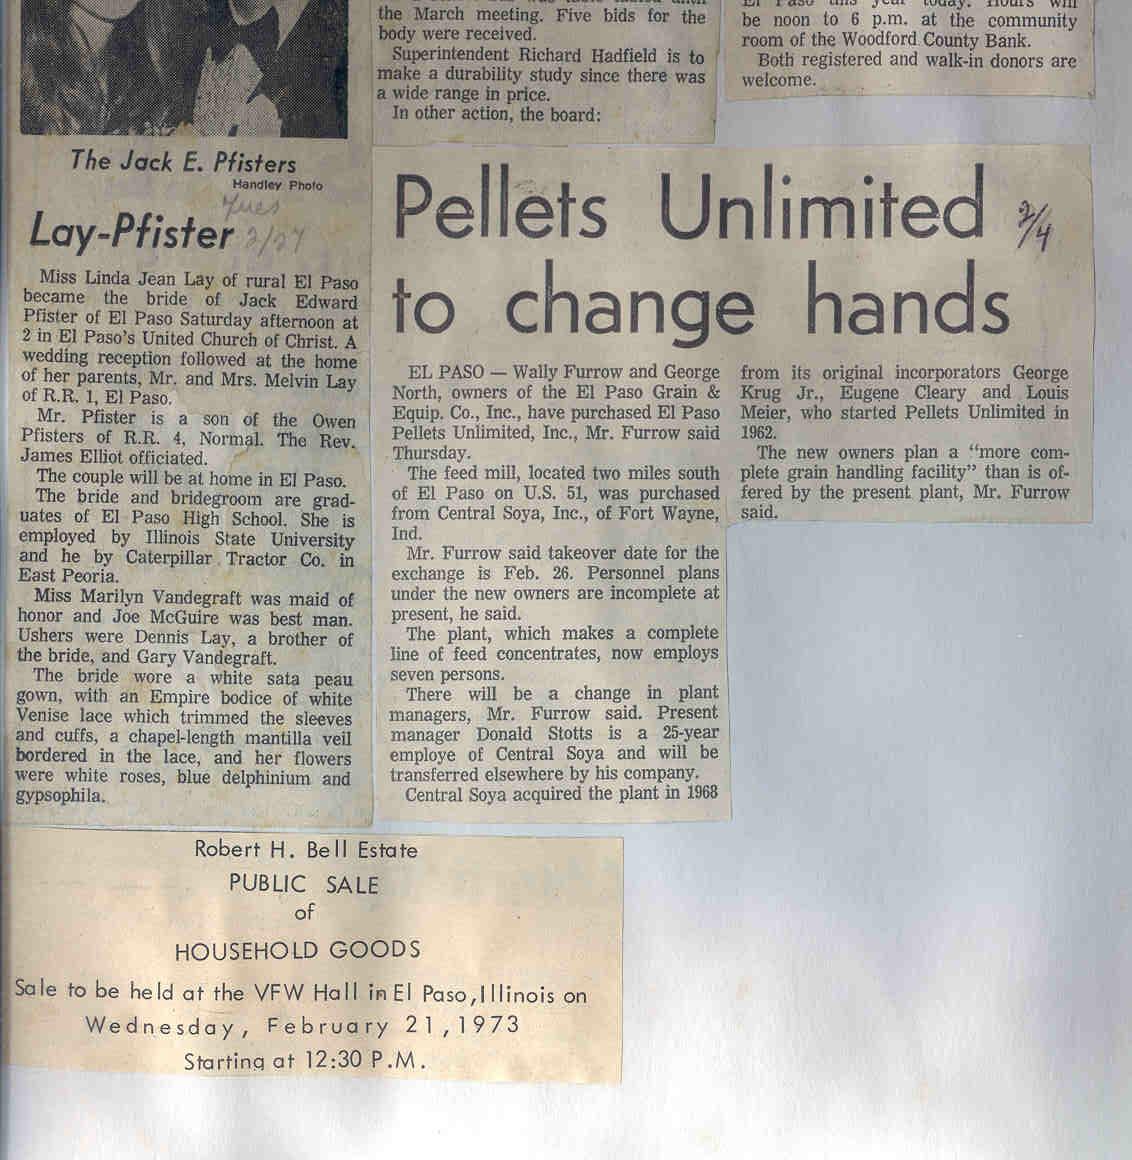 the March meeting. Five bids for the
body were received.
Superintendent Richard Hadfield is to
make a durability study since there was
a wide range in price.
In other action, the board:
El Paso this year today. Hours will
be noon to 6 p.m. at the community
room of the Woodford County Bank.
Both registered and walk-in donors are
welcome.
The Jack E. Pfisters
Handley Photo
Tues
2/27
Lay-Pfister
Miss Linda Jean Lay of rural El Paso
became the bride of Jack Edward
Pfister of El Paso Saturday afternoon at
2 in El Paso's United Church of Christ. A
wedding reception followed at the home
of her parents, Mr. and Mrs. Melvin Lay
of R.R. 1, El Paso.
Mr. Pfister is a son of the Owen
Pfisters of R.R. 4, Normal. The Rev.
James Elliot officiated.
The couple will be at home in El Paso.
The bride and bridegroom are grad-
uates of El Paso High School. She is
employed by Illinois State University
and he by Caterpillar Tractor Co. in
East Peoria.
Miss Marilyn Vandegraft was maid of
honor and Joe McGuire was best man.
Ushers were Dennis Lay, a brother of
the bride, and Gary Vandegraft.
The bride wore a white sata peau
gown, with an Empire bodice of white
Venise lace which trimmed the sleeves
and cuffs, a chapel-length mantilla veil
bordered in the lace, and her flowers
were white roses, blue delphinium and
gypsophila.
Pellets Unlimited
2/4
to change hands
EL PASO — Wally Furrow and George
North, owners of the El Paso Grain &
Equip. Co., Inc., have purchased El Paso
Pellets Unlimited, Inc., Mr. Furrow said
Thursday.
The feed mill, located two miles south
of El Paso on U.S. 51, was purchased
from Central Soya, Inc., of Fort Wayne,
Ind.
Mr. Furrow said takeover date for the
exchange is Feb. 26. Personnel plans
under the new owners are incomplete at
present, he said.
The plant, which makes a complete
line of feed concentrates, now employs
seven persons.
There will be a change in plant
managers, Mr. Furrow said. Present
manager Donald Stotts is a 25-year
employe of Central Soya and will be
transferred elsewhere by his company.
Central Soya acquired the plant in 1968
from its original incorporators George
Krug Jr., Eugene Cleary and Louis
Meier, who started Pellets Unlimited in
1962.
The new owners plan a "more com-
plete grain handling facility" than is of-
fered by the present plant, Mr. Furrow
said.
Robert H. Bell Estate
PUBLIC SALE
of
HOUSEHOLD GOODS
Sale to be held at the VFW Hall in El Paso, Illinois on
Wednesday, February 21, 1973
Starting at 12:30 P.M.